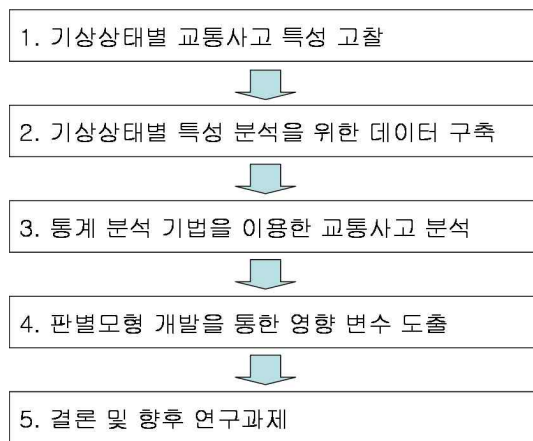 1. 기상상태별 교통사고 특성 고찰
2. 기상상태별 특성 분석을 위한 데이터 구축
3. 통계 분석 기법을 이용한 교통사고 분석
4. 판별모형 개발을 통한 영향 변수 도출
5. 결론 및 향후 연구과제